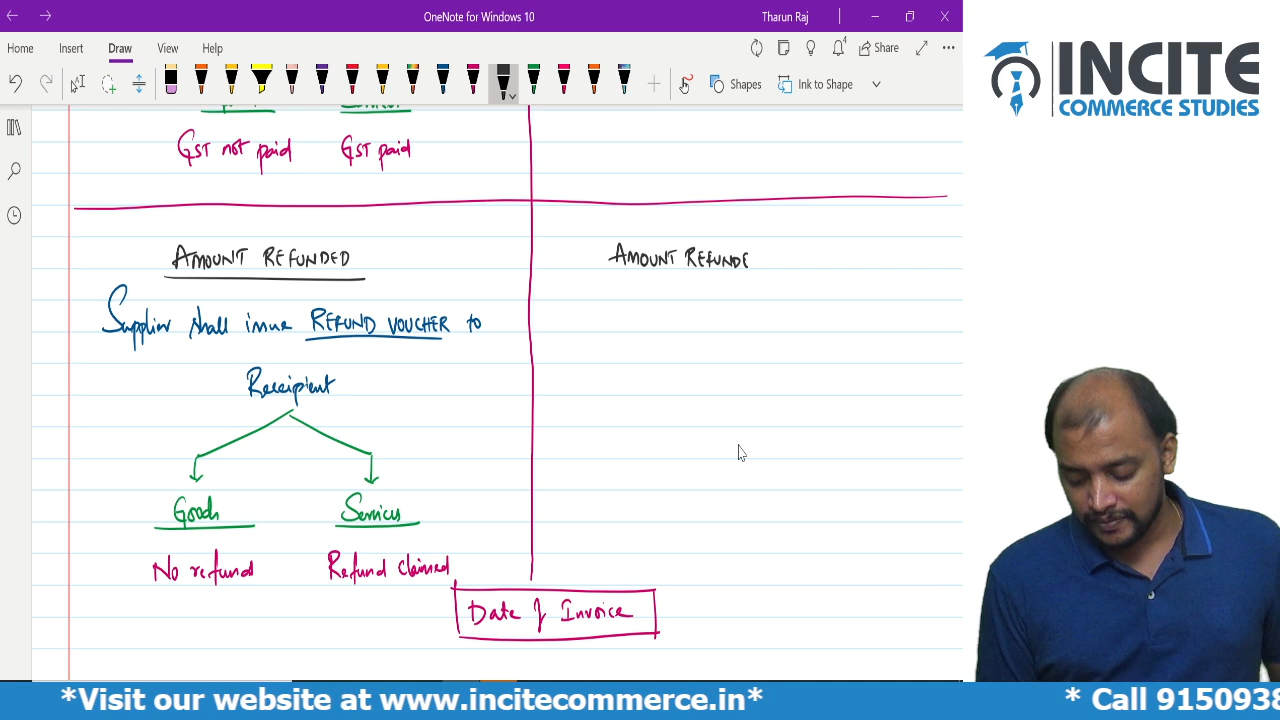 OneNote for Windows 10
Tharun Raj
Home Insert Draw View Help
4
Share
Shapes
Ink to Shape
INCITE
COMMERCE STUDIES
GST not paid GST paid
AMOUNT REFUNDED
AMOUNT REFUNDE
Supplier shall issue REFUND VOUCHER to
Recipient
Goods Services
No refund Refund claimed
Date of Invoice
*Visit our website at www.incitecommerce.in* * Call 9150938